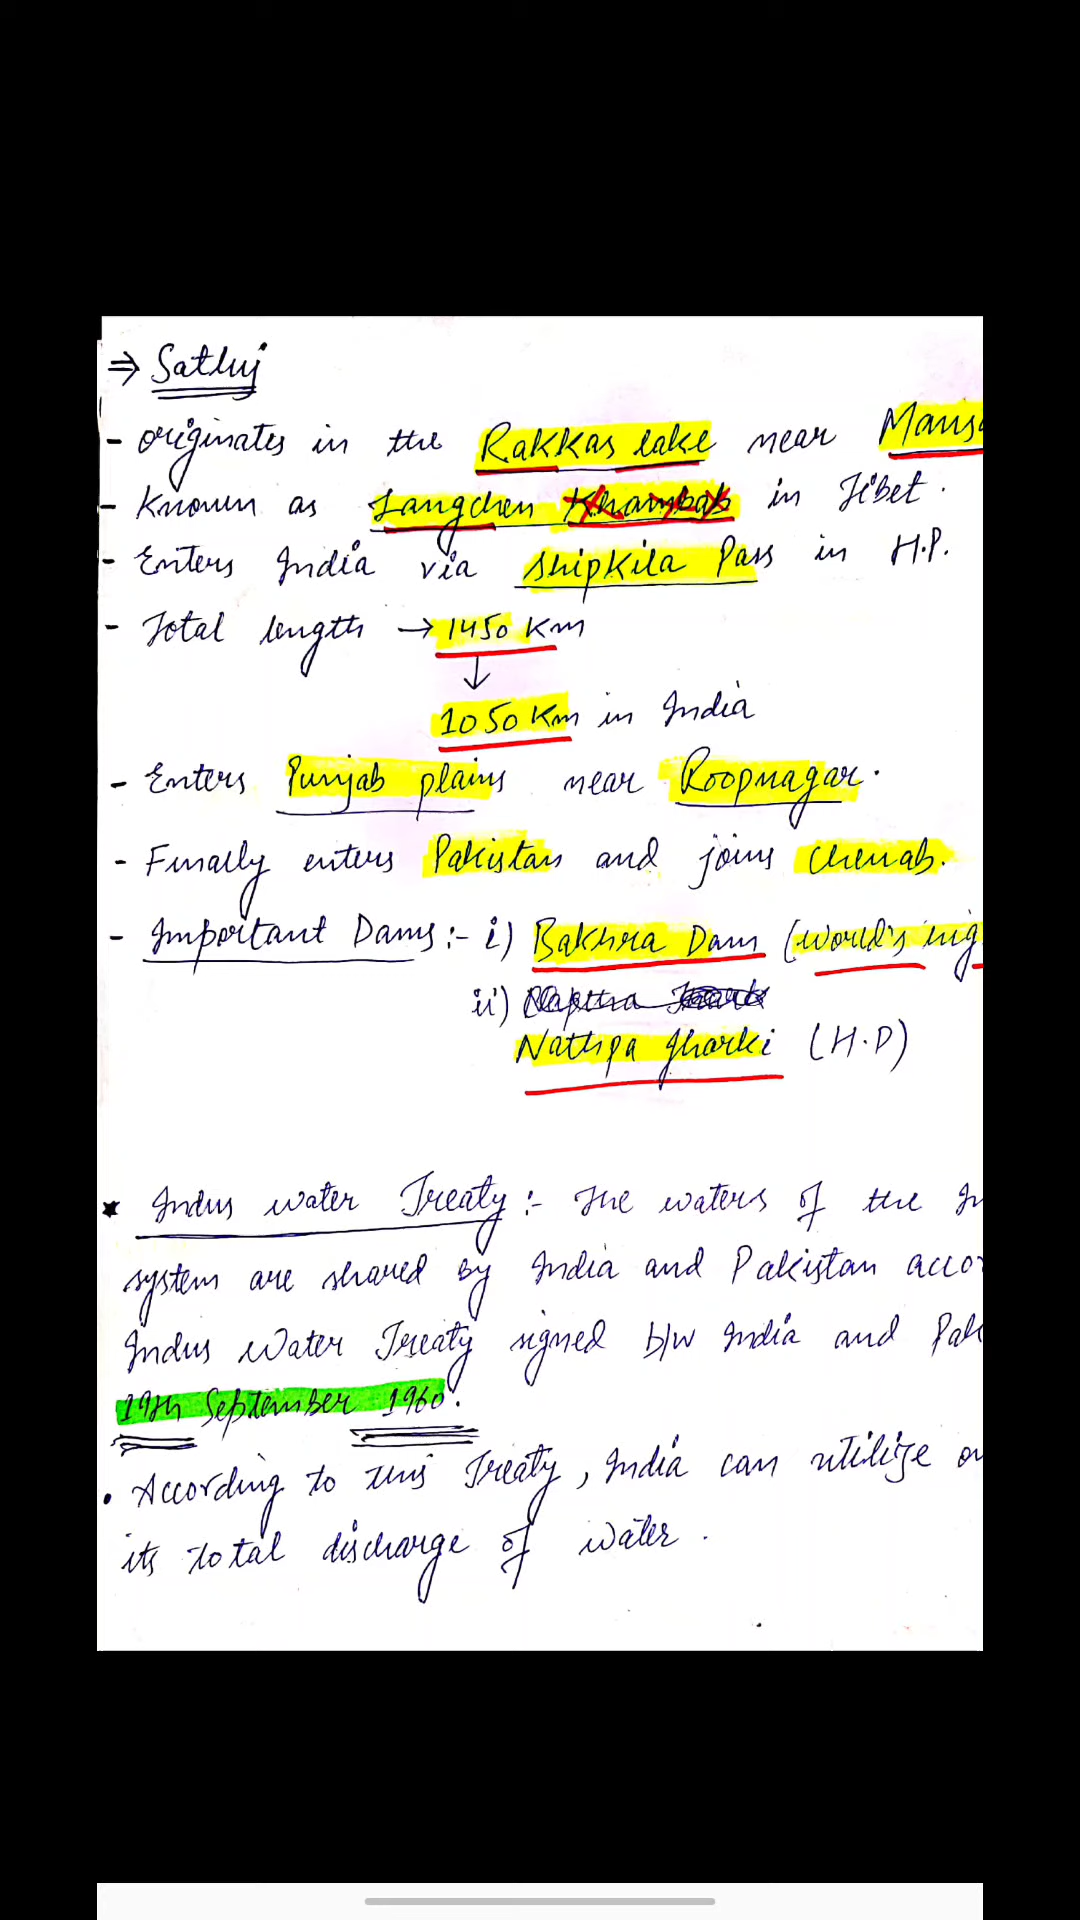 ⇒ Satluj
- originates in the Rakkas lake near Mansa
- Known as Langchen Khambab in Tibet.
- Enters India via Shipkila Pass in H.P.
- Total length → 1450 Km
↓
1050 Km in India
- Enters Punjab plains near Roopnagar.
- Finally enters Pakistan and joins Chenab.
- Important Dams:- i) Bakhra Dam (World's hig
ii)
Nathpa Jharki (H.P)
★ Indus water Treaty:- The waters of the In
system are shared by India and Pakistan acco
Indus Water Treaty signed b/w India and Pak
19th September 1960.
• According to this Treaty, India can utilize on
its total discharge of water.